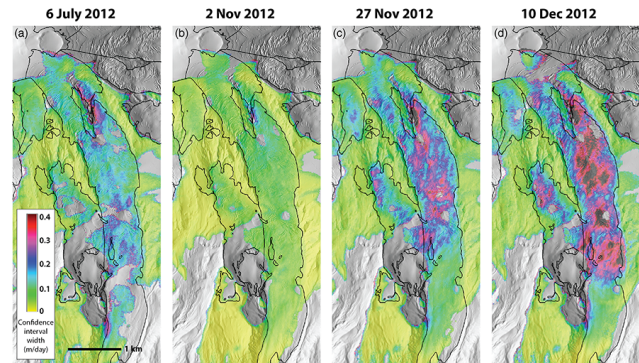 6 July 2012
2 Nov 2012
27 Nov 2012
10 Dec 2012
(a)
(b)
(c)
(d)
0.4
0.3
0.2
0.1
0
Confidence
interval
width
(m/day)
1 km